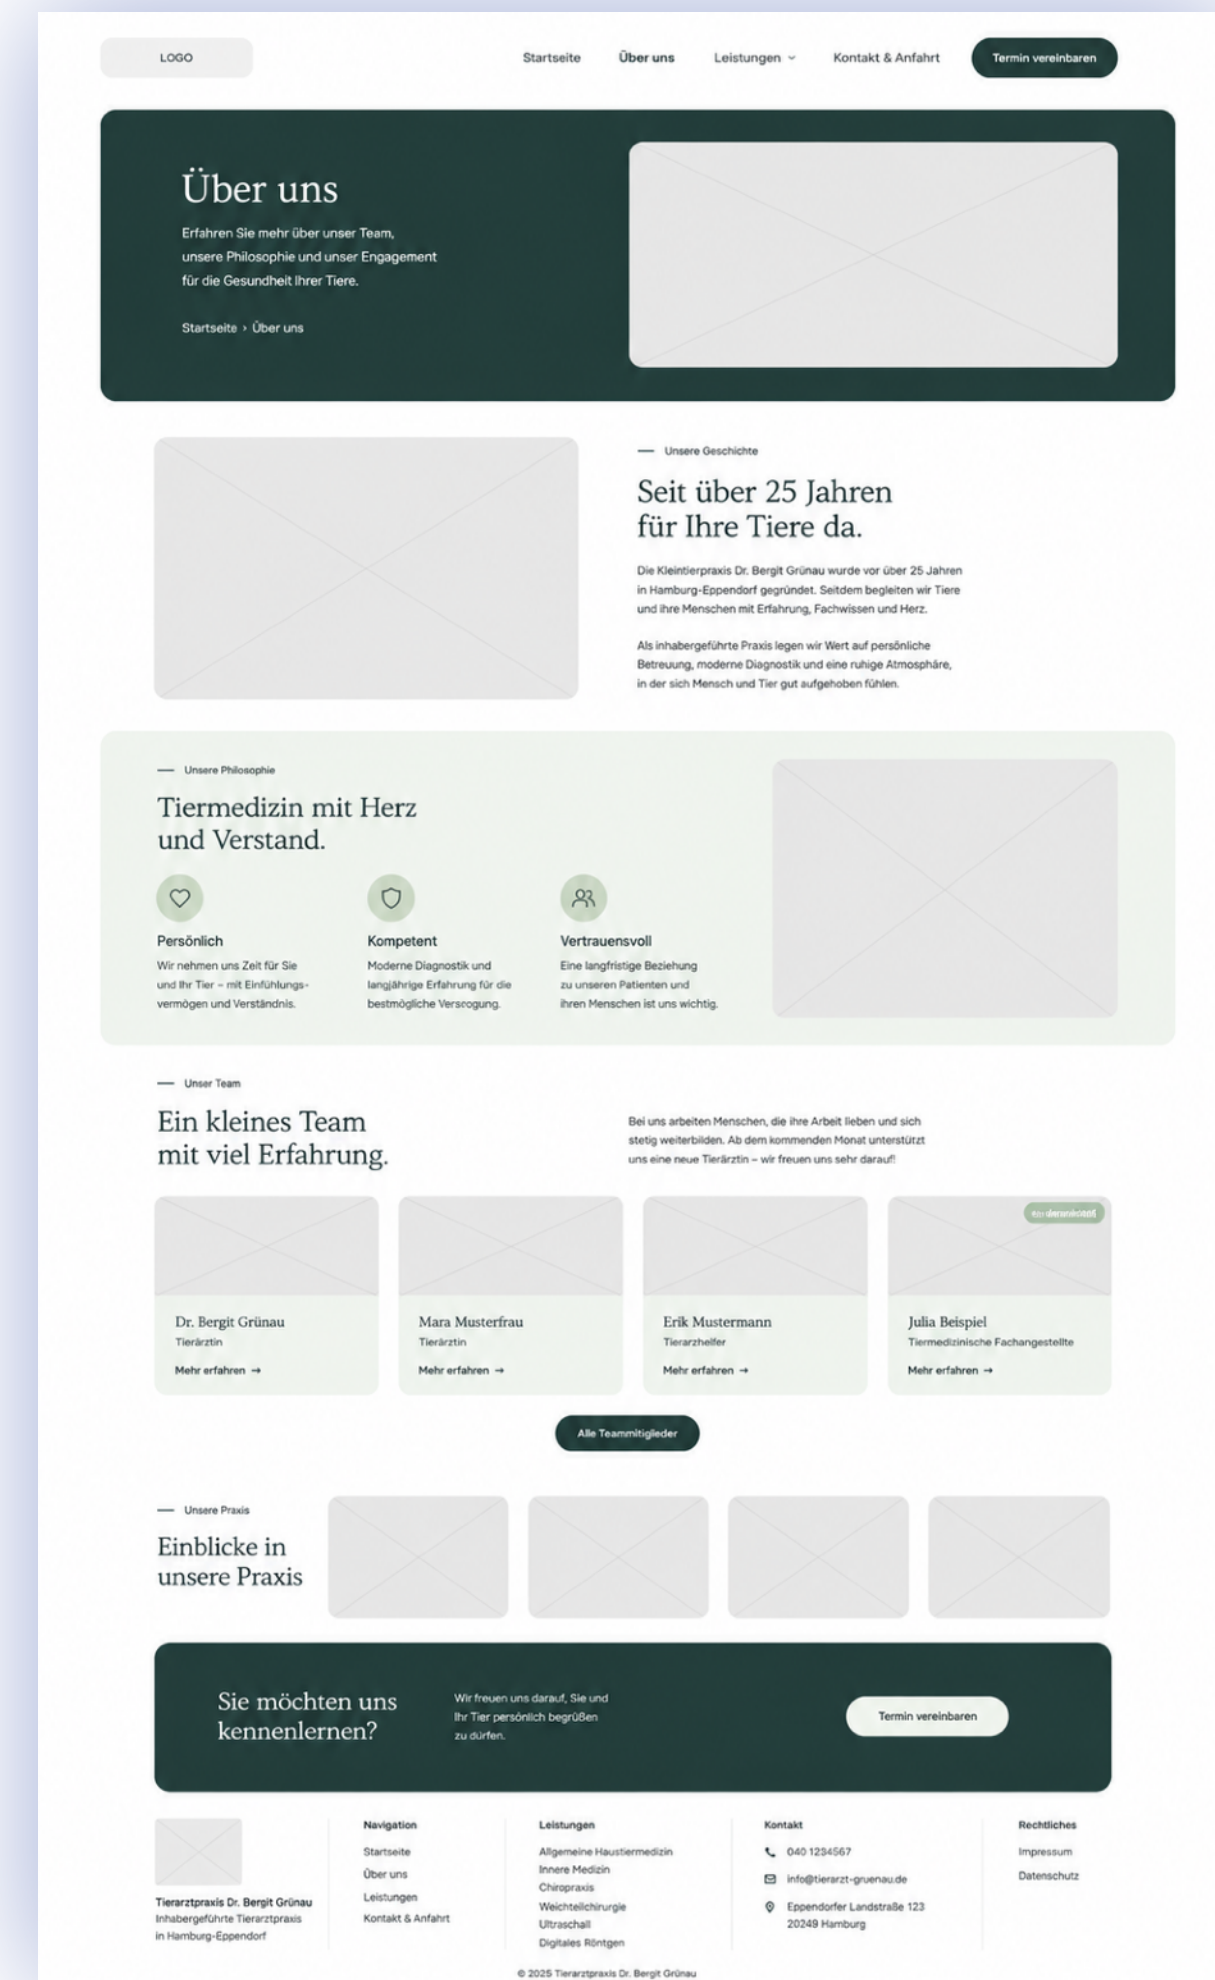 LOGO
Startseite
Über uns
Leistungen
Kontakt & Anfahrt
Termin vereinbaren
Über uns
Erfahren Sie mehr über unser Team,
unsere Philosophie und unser Engagement
für die Gesundheit Ihrer Tiere.
Startseite › Über uns
Unsere Geschichte
Seit über 25 Jahren
für Ihre Tiere da.
Die Kleintierpraxis Dr. Bergit Grünau wurde vor über 25 Jahren
in Hamburg-Eppendorf gegründet. Seitdem begleiten wir Tiere
und ihre Menschen mit Erfahrung, Fachwissen und Herz.
Als inhabergeführte Praxis legen wir Wert auf persönliche
Betreuung, moderne Diagnostik und eine ruhige Atmosphäre,
in der sich Mensch und Tier gut aufgehoben fühlen.
Unsere Philosophie
Tiermedizin mit Herz
und Verstand.
Persönlich
Wir nehmen uns Zeit für Sie
und Ihr Tier – mit Einfühlungs-
vermögen und Verständnis.
Kompetent
Moderne Diagnostik und
langjährige Erfahrung für die
bestmögliche Verscogung.
Vertrauensvoll
Eine langfristige Beziehung
zu unseren Patienten und
ihren Menschen ist uns wichtig.
Unser Team
Ein kleines Team
mit viel Erfahrung.
Bei uns arbeiten Menschen, die ihre Arbeit lieben und sich
stetig weiterbilden. Ab dem kommenden Monat unterstützt
uns eine neue Tierärztin – wir freuen uns sehr darauf!
Dr. Bergit Grünau
Tierärztin
Mehr erfahren →
Mara Musterfrau
Tierärztin
Mehr erfahren →
Erik Mustermann
Tierarzhelfer
Mehr erfahren →
Julia Beispiel
Tiermedizinische Fachangestellte
Mehr erfahren →
Alle Teammitiglieder
Unsere Praxis
Einblicke in
unsere Praxis
Sie möchten uns
kennenlernen?
Wir freuen uns darauf, Sie und
Ihr Tier persönlich begrüßen
zu dürfen.
Termin vereinbaren
Tierarztpraxis Dr. Bergit Grünau
Inhabergeführte Tierarztpraxis
in Hamburg-Eppendorf
Navigation
Startseite
Über uns
Leistungen
Kontakt & Anfahrt
Leistungen
Allgemeine Haustiermedizin
Innere Medizin
Chiropraxis
Weichteilchirurgie
Ultraschall
Digitales Röntgen
Kontakt
040 1234567
info@tierarzt-gruenau.de
Eppendorfer Landstraße 123
20249 Hamburg
Rechtliches
Impressum
Datenschutz
© 2025 Tierarztpraxis Dr. Bergit Grünau